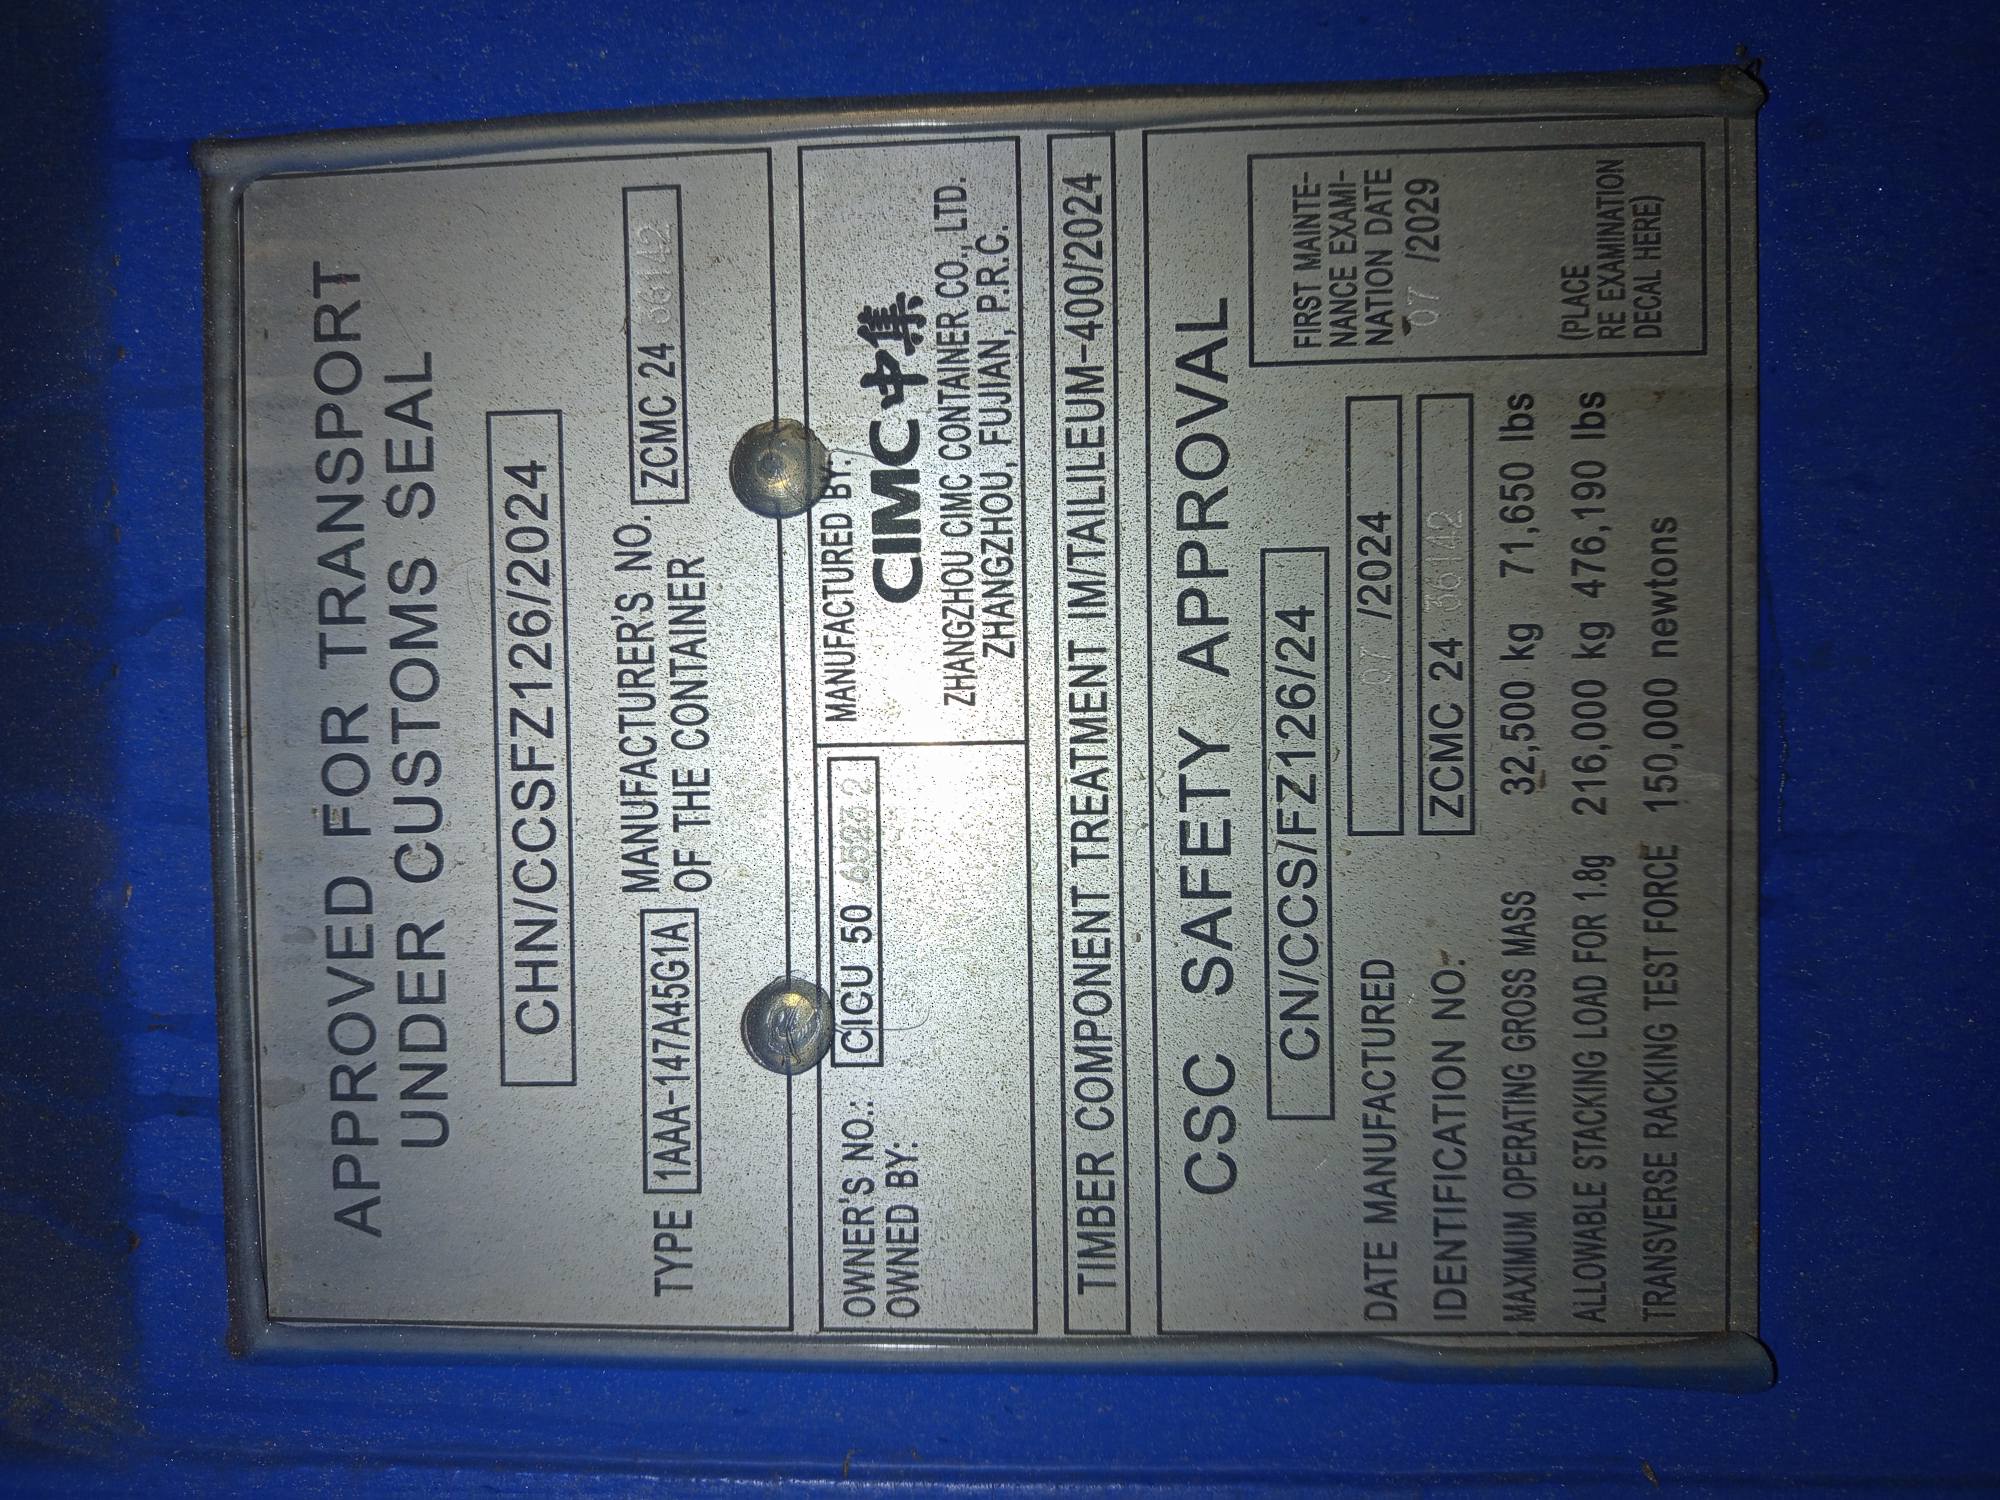 APPROVED FOR TRANSPORT
UNDER CUSTOMS SEAL
CHN/CCSFZ126/2024
TYPE 1AAA-147A45G1A MANUFACTURER'S NO.
OF THE CONTAINER ZCMC 24 36142
OWNER'S NO.: CICU 50
OWNED BY:
MANUFACTURED BY:
CIMC中集
ZHANGZHOU CIMC CONTAINER CO., LTD.
ZHANGZHOU, FUJIAN, P.R.C.
TIMBER COMPONENT TREATMENT IM/TAILILEUM-400/2024
CSC SAFETY APPROVAL
CN/CCS/FZ126/24
DATE MANUFACTURED 07 /2024
IDENTIFICATION NO. ZCMC 24 36142
MAXIMUM OPERATING GROSS MASS 32,500 kg 71,650 lbs
ALLOWABLE STACKING LOAD FOR 1.8g 216,000 kg 476,190 lbs
TRANSVERSE RACKING TEST FORCE 150,000 newtons
FIRST MAINTE-
NANCE EXAMI-
NATION DATE
07 /2029
(PLACE
RE EXAMINATION
DECAL HERE)